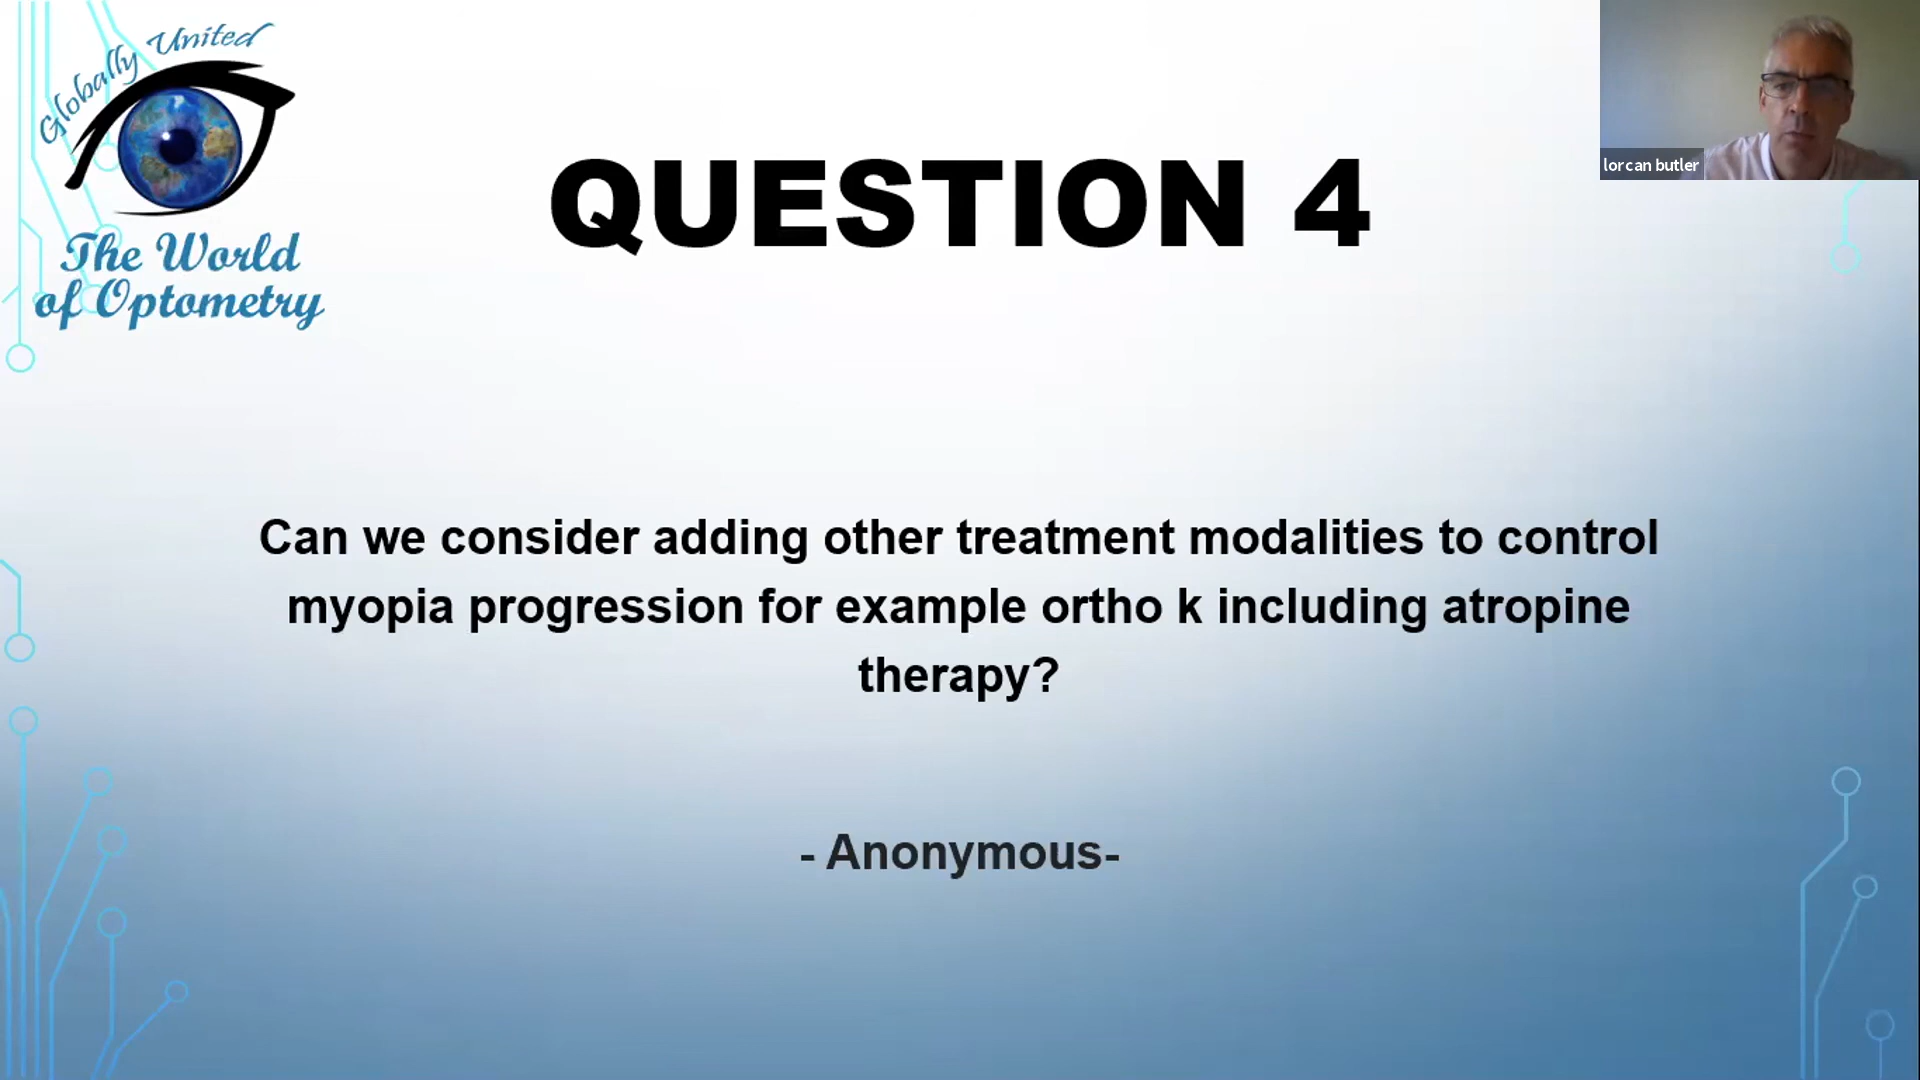 Globally United
The World
of Optometry
QUESTION 4
lorcan butler
Can we consider adding other treatment modalities to control
myopia progression for example ortho k including atropine
therapy?
- Anonymous-